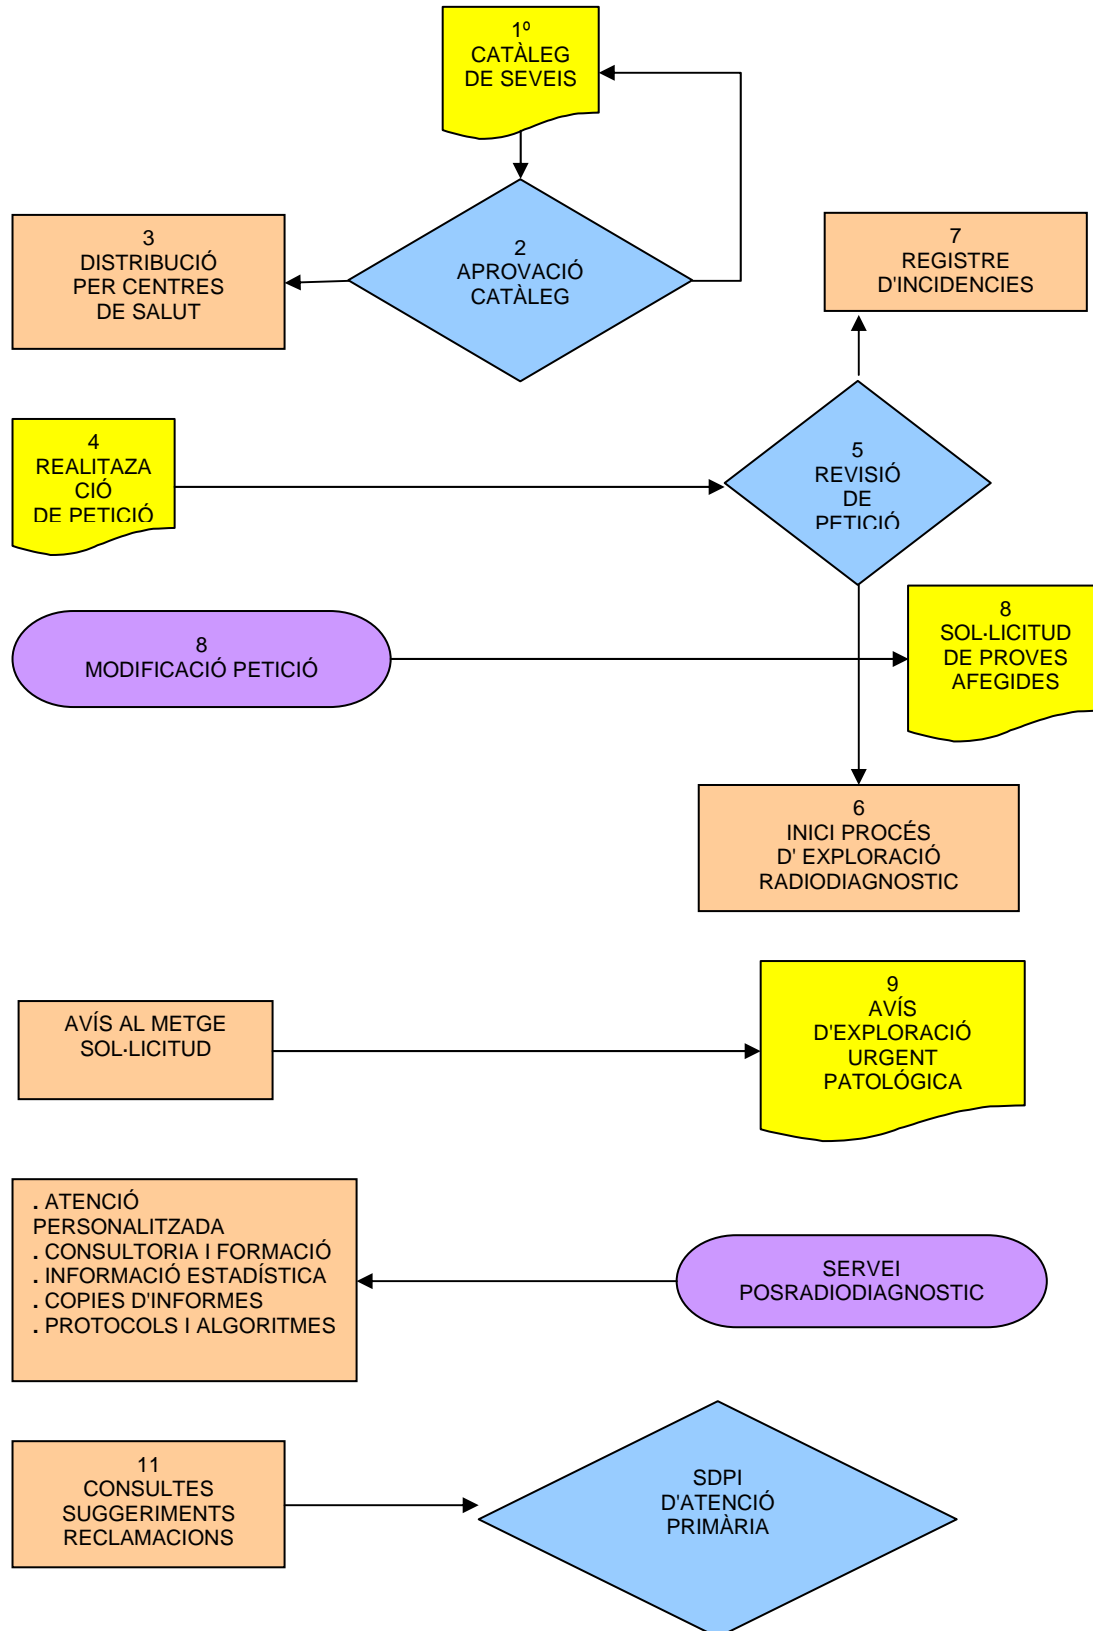 1º
CATÀLEG
DE SEVEIS
2
APROVACIÓ
CATÀLEG
3
DISTRIBUCIÓ
PER CENTRES
DE SALUT
7
REGISTRE
D'INCIDENCIES
4
REALITAZA
CIÓ
DE PETICIÓ
5
REVISIÓ
DE
PETICIÓ
8
MODIFICACIÓ PETICIÓ
8
SOL·LICITUD
DE PROVES
AFEGIDES
6
INICI PROCÉS
D' EXPLORACIÓ
RADIODIAGNOSTIC
AVÍS AL METGE
SOL·LICITUD
9
AVÍS
D'EXPLORACIÓ
URGENT
PATOLÓGICA
. ATENCIÓ
PERSONALITZADA
. CONSULTORIA I FORMACIÓ
. INFORMACIÓ ESTADÍSTICA
. COPIES D'INFORMES
. PROTOCOLS I ALGORITMES
SERVEI
POSRADIODIAGNOSTIC
11
CONSULTES
SUGGERIMENTS
RECLAMACIONS
SDPI
D'ATENCIÓ
PRIMÀRIA